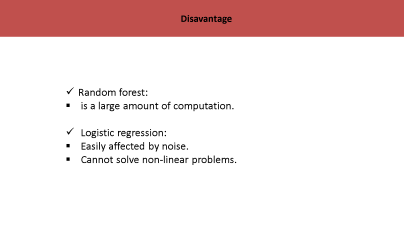 Disavantage
✓ Random forest:
▪ is a large amount of computation.
✓ Logistic regression:
▪ Easily affected by noise.
▪ Cannot solve non-linear problems.